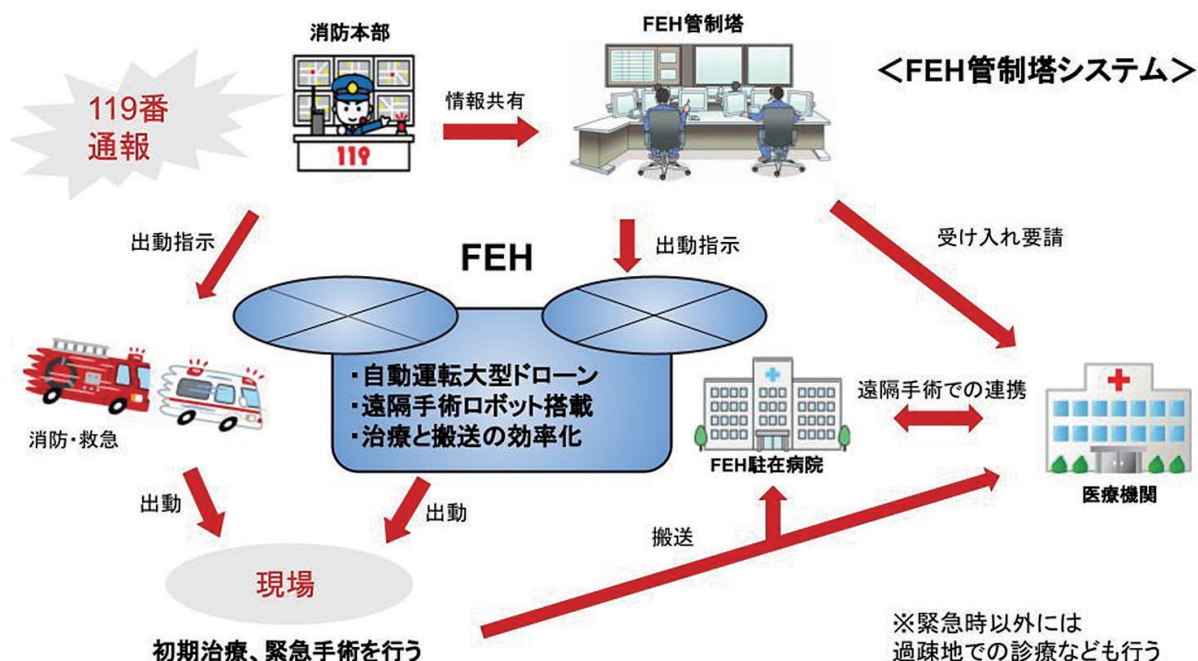 消防本部
FEH管制塔
＜FEH管制塔システム＞
119番
通報
情報共有
119
出動指示
出動指示
受け入れ要請
FEH
・自動運転大型ドローン
・遠隔手術ロボット搭載
・治療と搬送の効率化
消防・救急
遠隔手術での連携
FEH駐在病院
医療機関
出動
出動
搬送
現場
初期治療、緊急手術を行う
※緊急時以外には
過疎地での診療なども行う